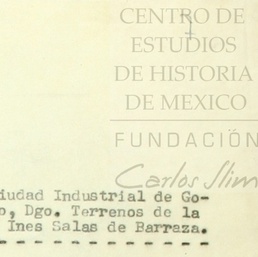 CENTRO DE
ESTUDIOS
DE HISTORIA
DE MEXICO
FUNDACIÓN
Carlos Slim
iudad Industrial de Go-
o, Dgo. Terrenos de la
Ines Salas de Barraza.